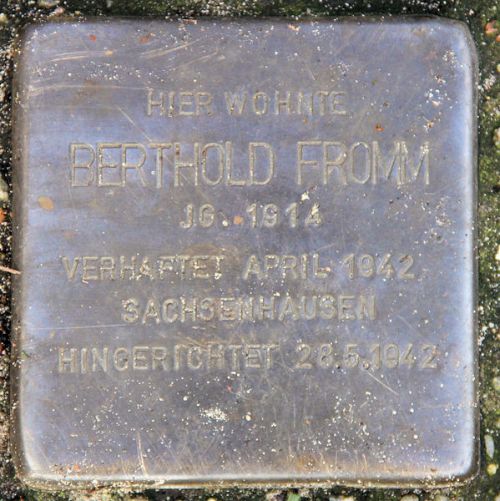 HIER WOHNTE
BERTHOLD FROMM
JG. 1914
VERHAFTET APRIL 1942
SACHSENHAUSEN
HINGERICHTET 28.5.1942